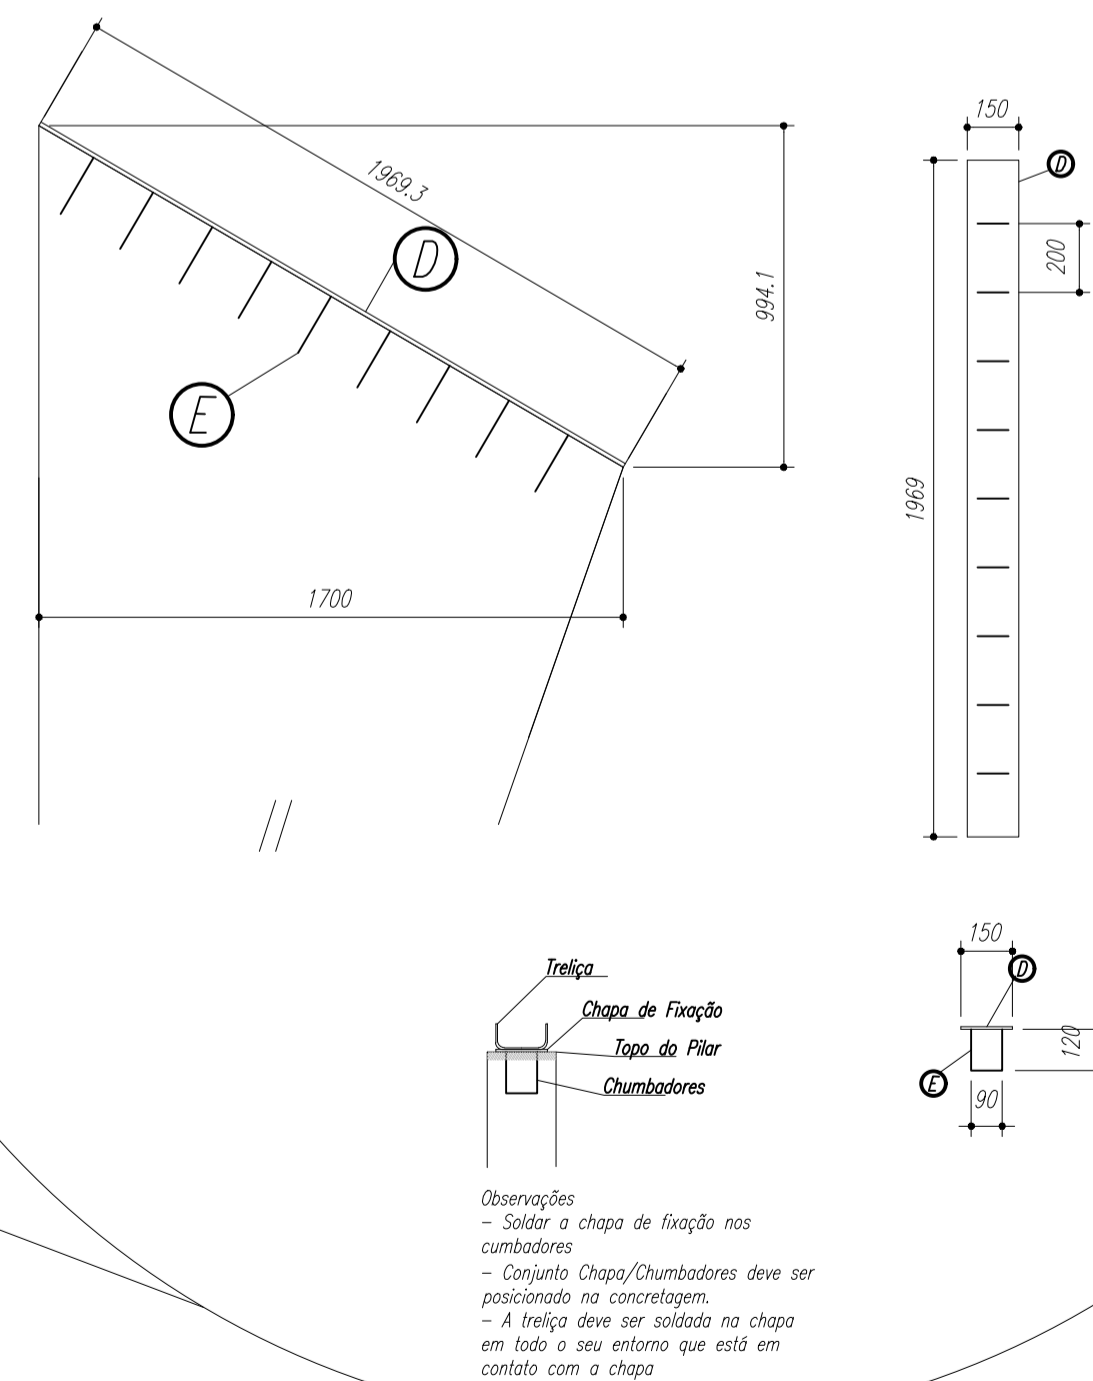 1969.3
D
994.1
E
1700
150
D
200
1969
Treliça
Chapa de Fixação
Topo do Pilar
Chumbadores
150
D
120
E
90
Observações
– Soldar a chapa de fixação nos
cumbadores
– Conjunto Chapa/Chumbadores deve ser
posicionado na concretagem.
– A treliça deve ser soldada na chapa
em todo o seu entorno que está em
contato com a chapa